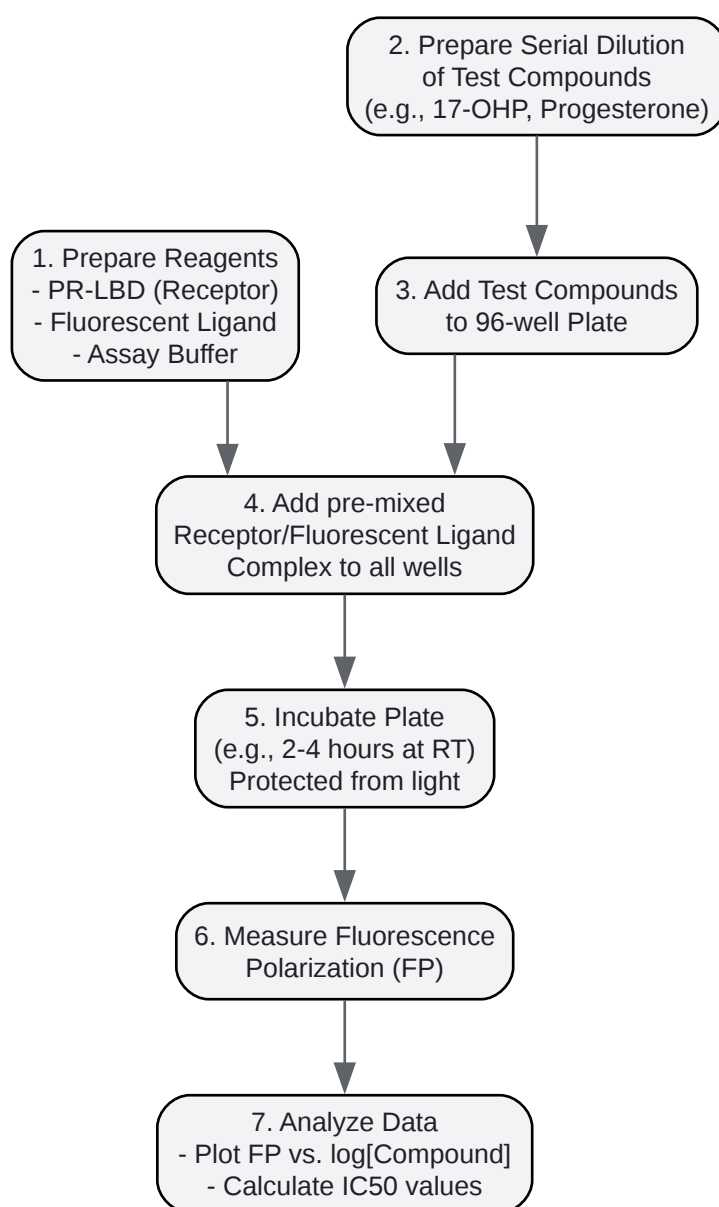 2. Prepare Serial Dilution
of Test Compounds
(e.g., 17-OHP, Progesterone)
1. Prepare Reagents
- PR-LBD (Receptor)
- Fluorescent Ligand
- Assay Buffer
3. Add Test Compounds
to 96-well Plate
4. Add pre-mixed
Receptor/Fluorescent Ligand
Complex to all wells
5. Incubate Plate
(e.g., 2-4 hours at RT)
Protected from light
6. Measure Fluorescence
Polarization (FP)
7. Analyze Data
- Plot FP vs. log[Compound]
- Calculate IC50 values